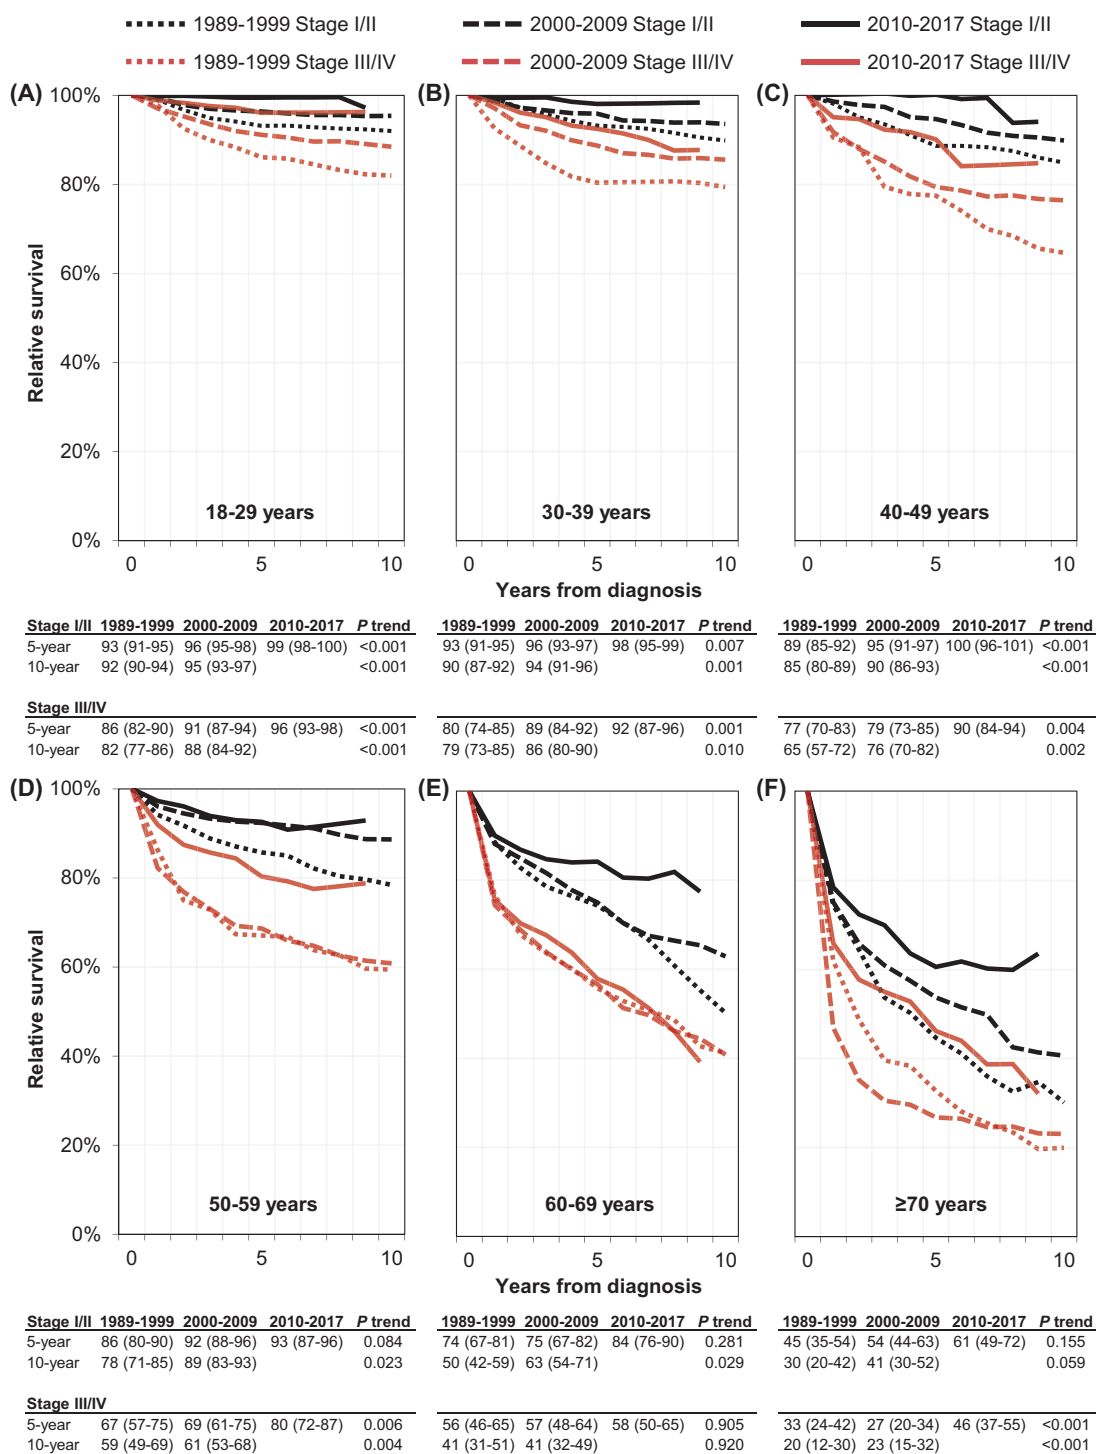 1989-1999 Stage I/II 2000-2009 Stage I/II 2010-2017 Stage I/II
1989-1999 Stage III/IV 2000-2009 Stage III/IV 2010-2017 Stage III/IV
(A) (B) (C)
100%
80%
60%
40%
20%
0%
Relative survival
18-29 years 30-39 years 40-49 years
0 5 10 0 5 10 0 5 10
Years from diagnosis
Stage I/II 1989-1999 2000-2009 2010-2017 P trend 1989-1999 2000-2009 2010-2017 P trend 1989-1999 2000-2009 2010-2017 P trend
5-year 93 (91-95) 96 (95-98) 99 (98-100) <0.001 93 (91-95) 96 (93-97) 98 (95-99) 0.007 89 (85-92) 95 (91-97) 100 (96-101) <0.001
10-year 92 (90-94) 95 (93-97) <0.001 90 (87-92) 94 (91-96) 0.001 85 (80-89) 90 (86-93) <0.001
Stage III/IV
5-year 86 (82-90) 91 (87-94) 96 (93-98) <0.001 80 (74-85) 89 (84-92) 92 (87-96) 0.001 77 (70-83) 79 (73-85) 90 (84-94) 0.004
10-year 82 (77-86) 88 (84-92) <0.001 79 (73-85) 86 (80-90) 0.010 65 (57-72) 76 (70-82) 0.002
(D) (E) (F)
100%
80%
60%
40%
20%
0%
Relative survival
50-59 years 60-69 years ≥70 years
0 5 10 0 5 10 0 5 10
Years from diagnosis
Stage I/II 1989-1999 2000-2009 2010-2017 P trend 1989-1999 2000-2009 2010-2017 P trend 1989-1999 2000-2009 2010-2017 P trend
5-year 86 (80-90) 92 (88-96) 93 (87-96) 0.084 74 (67-81) 75 (67-82) 84 (76-90) 0.281 45 (35-54) 54 (44-63) 61 (49-72) 0.155
10-year 78 (71-85) 89 (83-93) 0.023 50 (42-59) 63 (54-71) 0.029 30 (20-42) 41 (30-52) 0.059
Stage III/IV
5-year 67 (57-75) 69 (61-75) 80 (72-87) 0.006 56 (46-65) 57 (48-64) 58 (50-65) 0.905 33 (24-42) 27 (20-34) 46 (37-55) <0.001
10-year 59 (49-69) 61 (53-68) 0.004 41 (31-51) 41 (32-49) 0.920 20 (12-30) 23 (15-32) <0.001